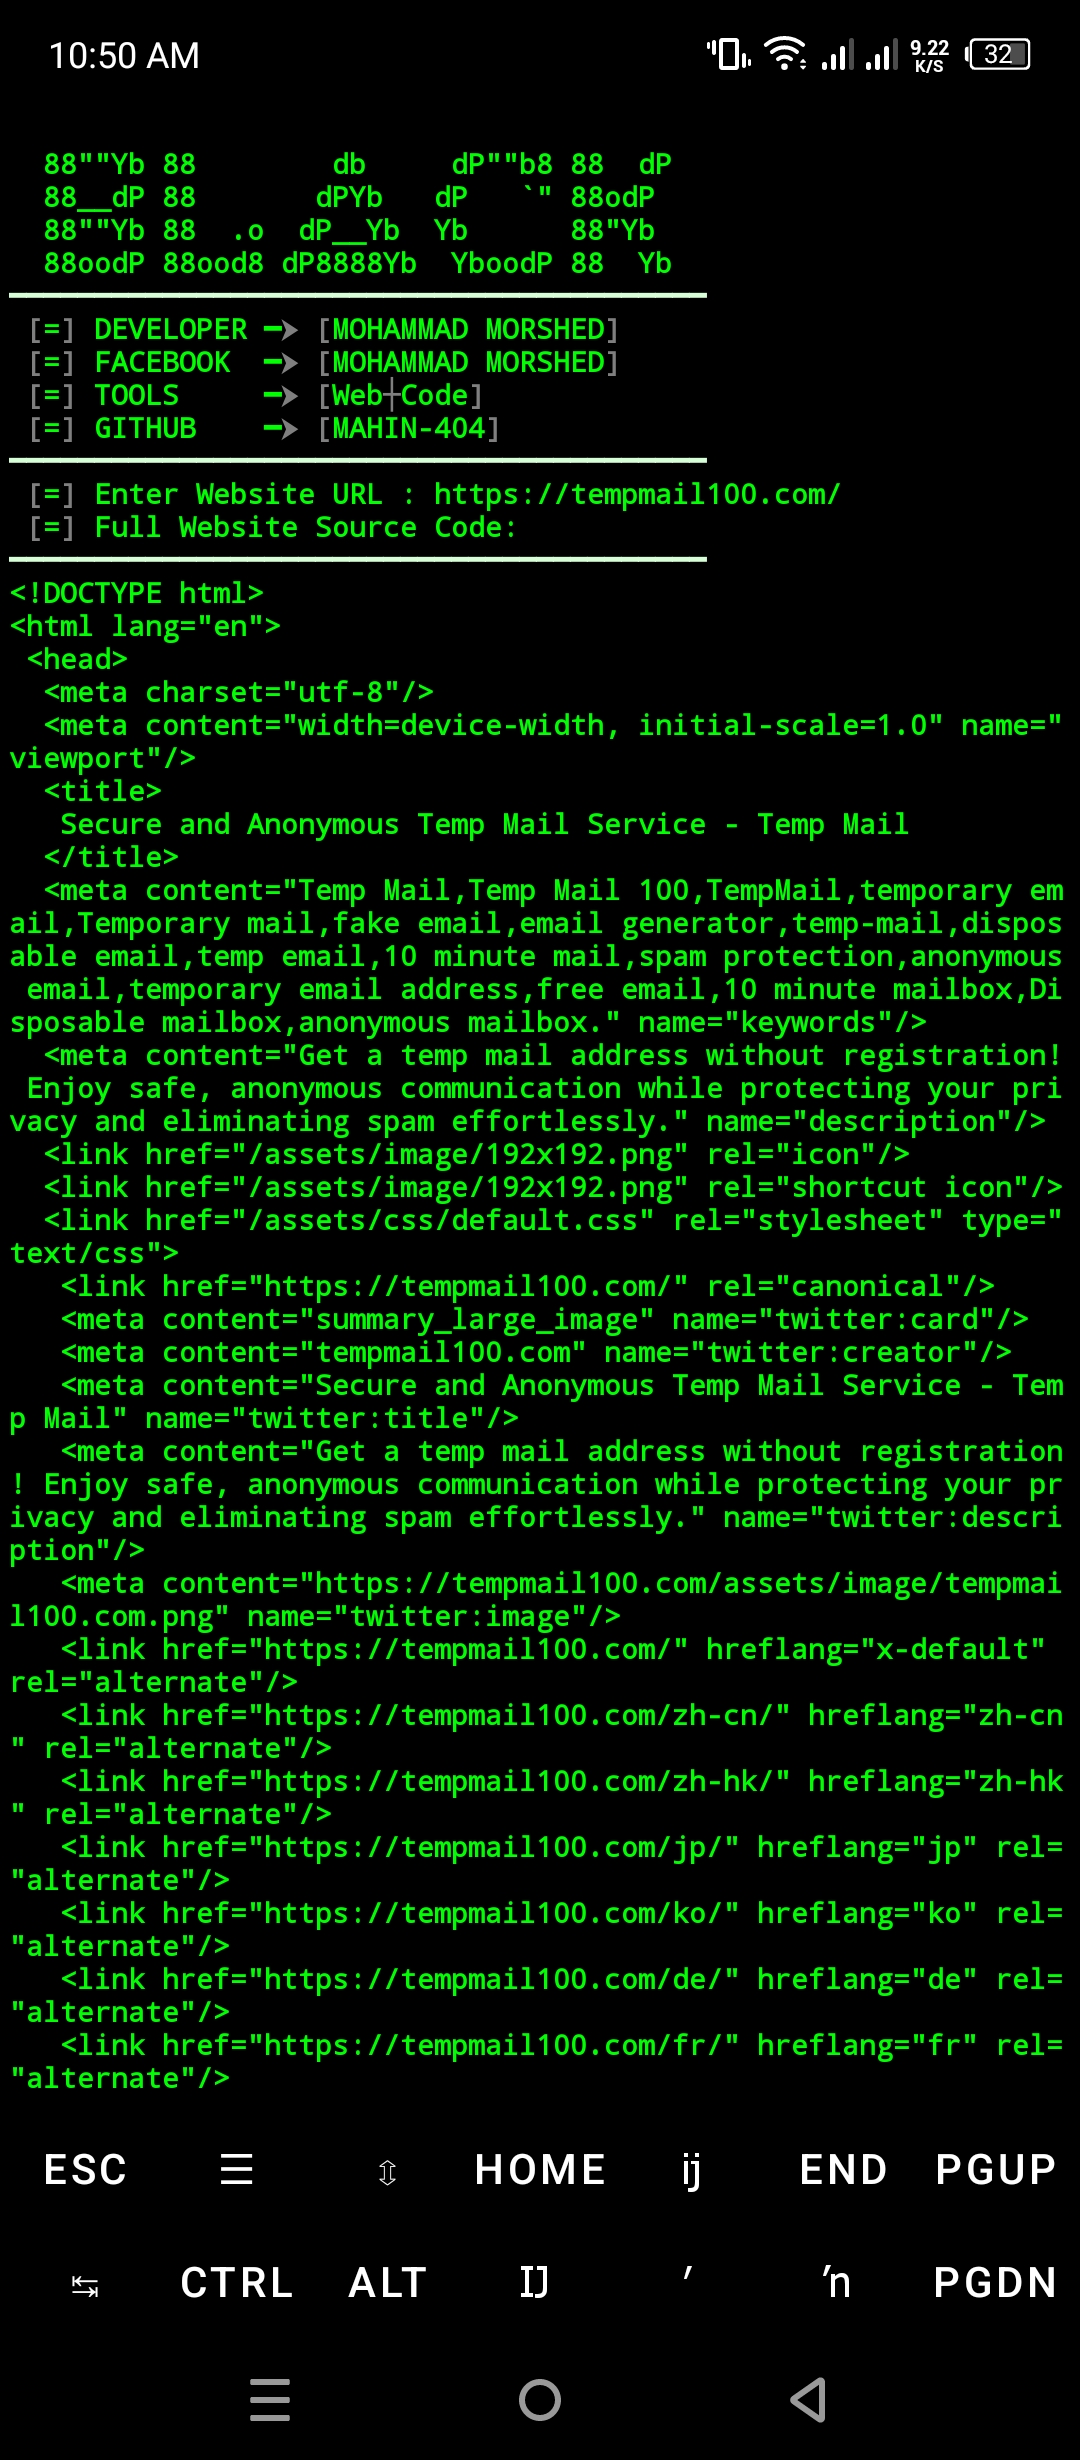 10:50 AM 9.22 K/S 32
88""Yb 88        db     dP""b8 88  dP
88__dP 88       dPYb   dP   `" 88odP
88""Yb 88  .o  dP__Yb  Yb      88"Yb
88oodP 88ood8 dP8888Yb  YboodP 88  Yb
[=] DEVELOPER ━➤ [MOHAMMAD MORSHED]
[=] FACEBOOK  ━➤ [MOHAMMAD MORSHED]
[=] TOOLS     ━➤ [Web┼Code]
[=] GITHUB    ━➤ [MAHIN-404]
[=] Enter Website URL : https://tempmail100.com/
[=] Full Website Source Code:
<!DOCTYPE html>
<html lang="en">
 <head>
  <meta charset="utf-8"/>
  <meta content="width=device-width, initial-scale=1.0" name="
viewport"/>
  <title>
   Secure and Anonymous Temp Mail Service - Temp Mail
  </title>
  <meta content="Temp Mail,Temp Mail 100,TempMail,temporary em
ail,Temporary mail,fake email,email generator,temp-mail,dispos
able email,temp email,10 minute mail,spam protection,anonymous
 email,temporary email address,free email,10 minute mailbox,Di
sposable mailbox,anonymous mailbox." name="keywords"/>
  <meta content="Get a temp mail address without registration!
 Enjoy safe, anonymous communication while protecting your pri
vacy and eliminating spam effortlessly." name="description"/>
  <link href="/assets/image/192x192.png" rel="icon"/>
  <link href="/assets/image/192x192.png" rel="shortcut icon"/>
  <link href="/assets/css/default.css" rel="stylesheet" type="
text/css">
   <link href="https://tempmail100.com/" rel="canonical"/>
   <meta content="summary_large_image" name="twitter:card"/>
   <meta content="tempmail100.com" name="twitter:creator"/>
   <meta content="Secure and Anonymous Temp Mail Service - Tem
p Mail" name="twitter:title"/>
   <meta content="Get a temp mail address without registration
! Enjoy safe, anonymous communication while protecting your pr
ivacy and eliminating spam effortlessly." name="twitter:descri
ption"/>
   <meta content="https://tempmail100.com/assets/image/tempmai
l100.com.png" name="twitter:image"/>
   <link href="https://tempmail100.com/" hreflang="x-default"
rel="alternate"/>
   <link href="https://tempmail100.com/zh-cn/" hreflang="zh-cn
" rel="alternate"/>
   <link href="https://tempmail100.com/zh-hk/" hreflang="zh-hk
" rel="alternate"/>
   <link href="https://tempmail100.com/jp/" hreflang="jp" rel=
"alternate"/>
   <link href="https://tempmail100.com/ko/" hreflang="ko" rel=
"alternate"/>
   <link href="https://tempmail100.com/de/" hreflang="de" rel=
"alternate"/>
   <link href="https://tempmail100.com/fr/" hreflang="fr" rel=
"alternate"/>
ESC ☰ ⇳ HOME ĳ END PGUP
↹ CTRL ALT Ĳ ʹ ŉ PGDN